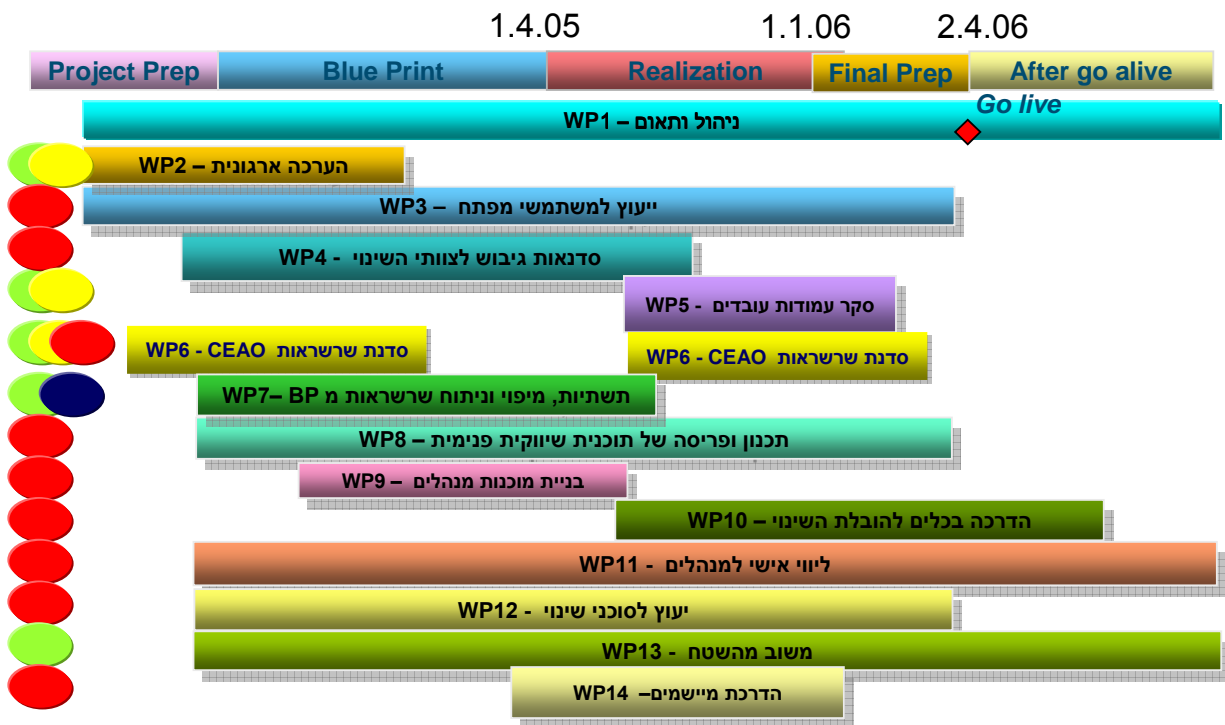 1.4.05 1.1.06 2.4.06
Project Prep Blue Print Realization Final Prep After go alive
Go live
WP1 – ניהול ותאום
WP2 – הערכה ארגונית
WP3 – ייעוץ למשתמשי מפתח
WP4 - סדנאות גיבוש לצוותי השינוי
WP5 - סקר עמודות עובדים
WP6 - CEAO סדנת שרשראות
WP6 - CEAO סדנת שרשראות
WP7– BP תשתיות, מיפוי וניתוח שרשראות מ
WP8 – תכנון ופריסה של תוכנית שיווקית פנימית
WP9 – בניית מוכנות מנהלים
WP10 – הדרכה בכלים להובלת השינוי
WP11 - ליווי אישי למנהלים
WP12 - יעוץ לסוכני שינוי
WP13 - משוב מהשטח
WP14 –הדרכת מיישמים